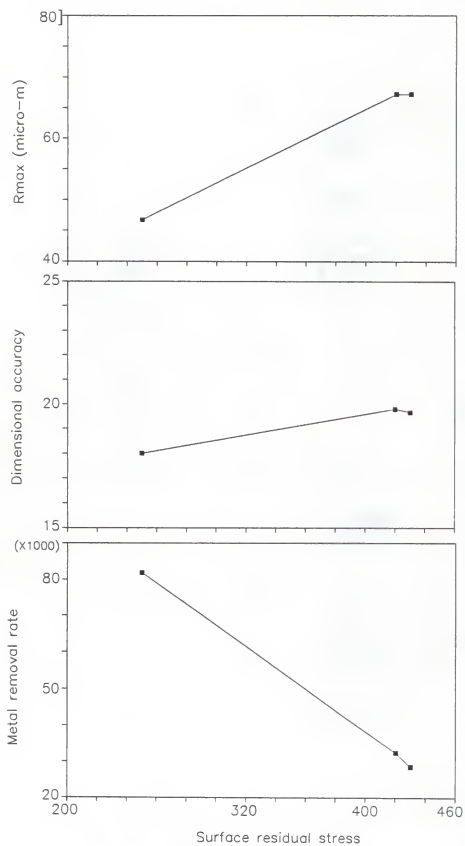 80
Rmax (micro-m)
60
40
25
Dimensional accuracy
20
15
(X1000)
80
Metal removal rate
50
20
200 320 400 460
Surface residual stress